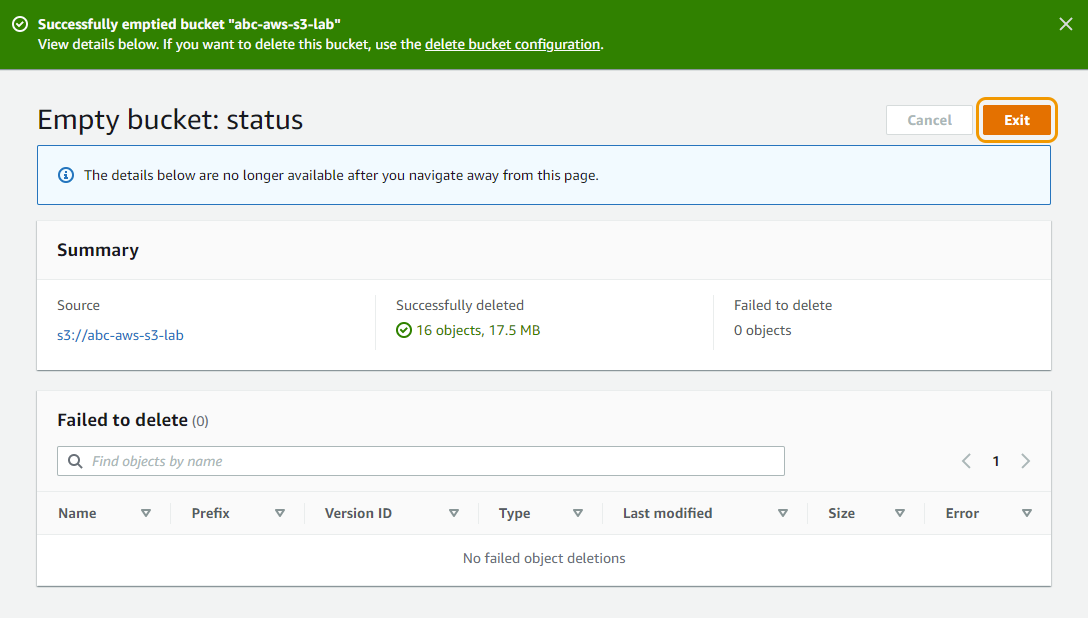 Successfully emptied bucket "abc-aws-s3-lab"
View details below. If you want to delete this bucket, use the delete bucket configuration.
Empty bucket: status
Cancel
Exit
The details below are no longer available after you navigate away from this page.
Summary
Source
Successfully deleted
Failed to delete
s3://abc-aws-s3-lab
16 objects, 17.5 MB
0 objects
Failed to delete (0)
Find objects by name
1
Name Prefix Version ID Type Last modified Size Error
No failed object deletions